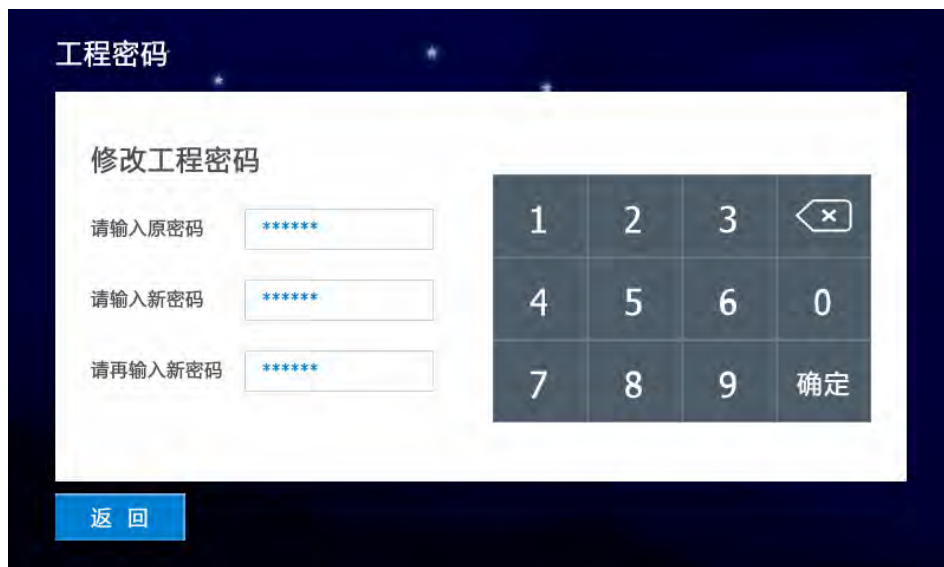 工程密码
修改工程密码
请输入原密码 ******
请输入新密码 ******
请再输入新密码 ******
1 2 3
4 5 6 0
7 8 9 确定
返回